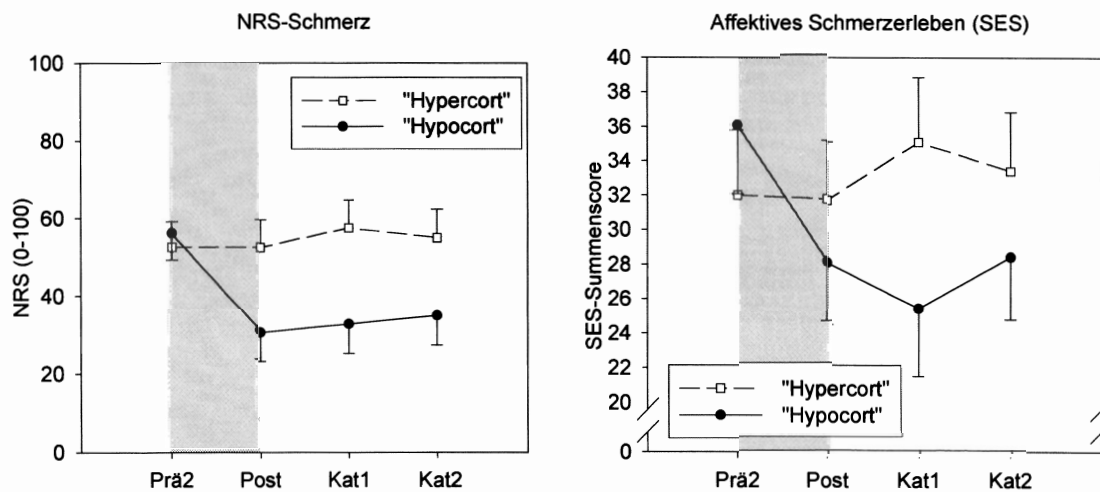 NRS-Schmerz
100
80
60
40
20
0
NRS (0-100)
"Hypercort"
"Hypocort"
Prä2 Post Kat1 Kat2
Affektives Schmerzerleben (SES)
40
38
36
34
32
30
28
26
24
22
20
0
SES-Summenscore
"Hypercort"
"Hypocort"
Prä2 Post Kat1 Kat2